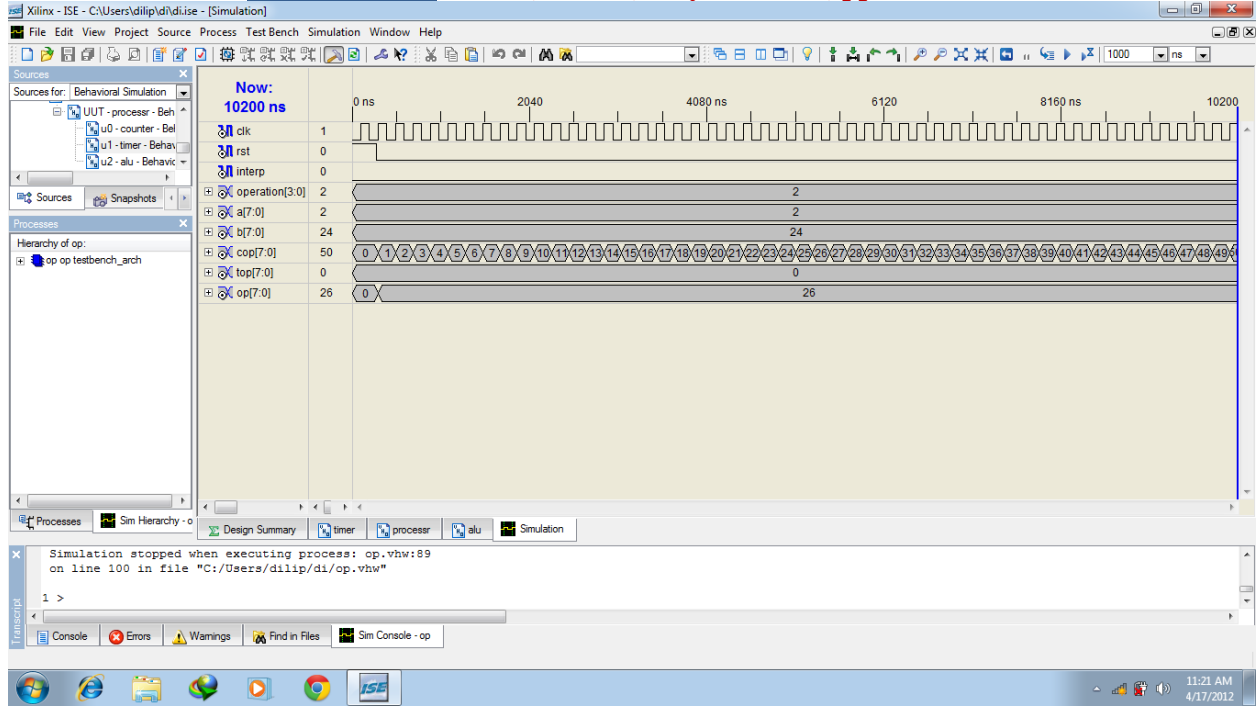 Xilinx - ISE - C:\Users\dilip\di\di.ise - [Simulation]
File Edit View Project Source Process Test Bench Simulation Window Help
1000 ns
Sources
Sources for: Behavioral Simulation
UUT - processr - Beh
u0 - counter - Bel
u1 - timer - Behav
u2 - alu - Behavic
Sources Snapshots
Processes
Hierarchy of op:
op op testbench_arch
Processes Sim Hierarchy - o
Now:
10200 ns
0 ns 2040 4080 ns 6120 8160 ns 10200
clk 1
rst 0
interp 0
operation[3:0] 2 2
a[7:0] 2 2
b[7:0] 24 24
cop[7:0] 50 0 1 2 3 4 5 6 7 8 9 10 11 12 13 14 15 16 17 18 19 20 21 22 23 24 25 26 27 28 29 30 31 32 33 34 35 36 37 38 39 40 41 42 43 44 45 46 47 48 49
top[7:0] 0 0
op[7:0] 26 0 26
Design Summary timer processr alu Simulation
Simulation stopped when executing process: op.vhw:89
on line 100 in file "C:/Users/dilip/di/op.vhw"
1 >
Transcript
Console Errors Warnings Find in Files Sim Console - op
ISE
11:21 AM
4/17/2012